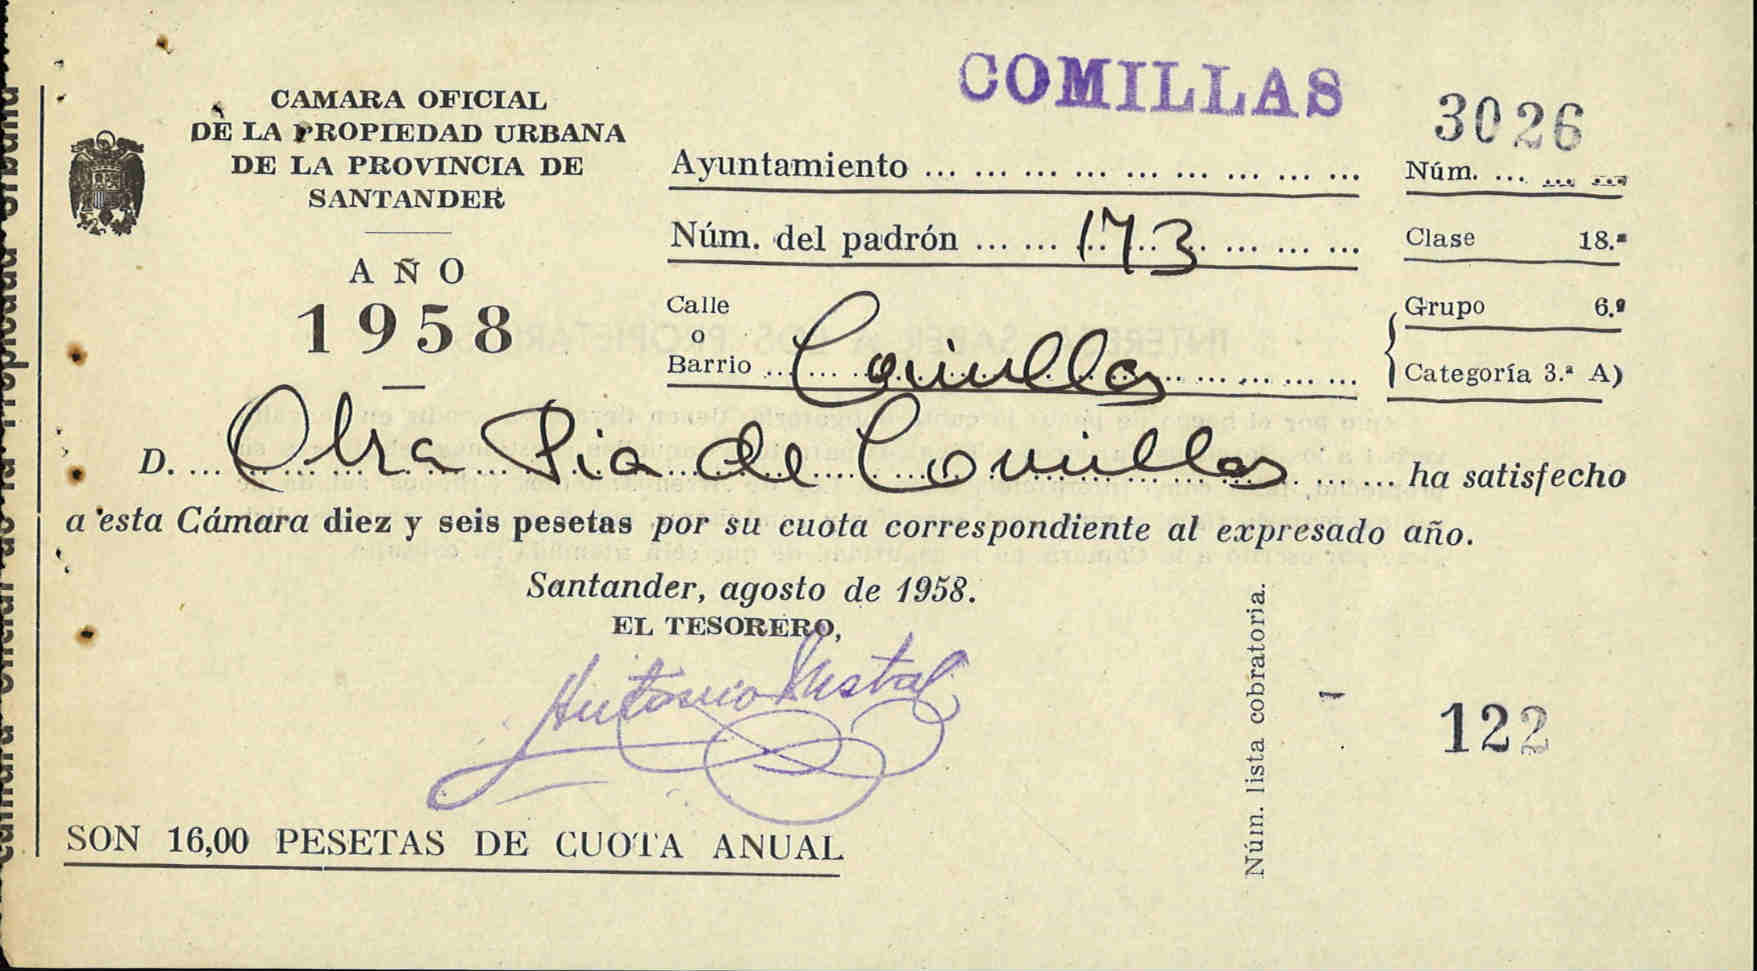 COMILLAS
CAMARA OFICIAL
DE LA PROPIEDAD URBANA
DE LA PROVINCIA DE
SANTANDER
AÑO
1958
3026
Ayuntamiento ... ... ... ... ... ... ... ... ...
Núm. ... ... ...
Núm. del padrón ... ... 173 ... ... ...
Clase 18.ª
Calle
o
Barrio ... ... Comillas ... ... ... ...
Grupo 6.º
Categoría 3.ª A)
D. ... Obra Pia de Comillas ... ... ha satisfecho
a esta Cámara diez y seis pesetas por su cuota correspondiente al expresado año.
Santander, agosto de 1958.
EL TESORERO,
Antonio
SON 16,00 PESETAS DE CUOTA ANUAL
Núm. lista cobratoria.
122